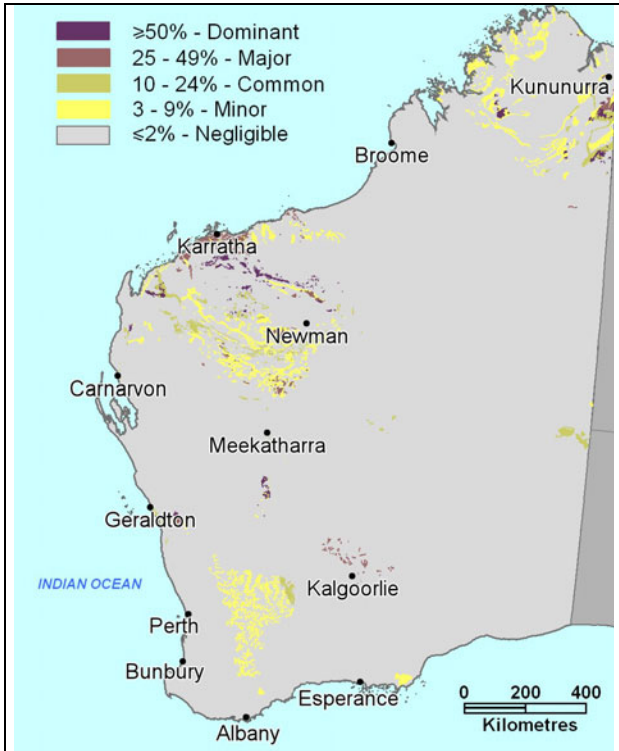 ≥50% - Dominant
25 - 49% - Major
10 - 24% - Common
3 - 9% - Minor
≤2% - Negligible
Kununurra
Broome
Karratha
Newman
Carnarvon
Meekatharra
Geraldton
INDIAN OCEAN
Kalgoorlie
Perth
Bunbury
Esperance
Albany
0 200 400
Kilometres